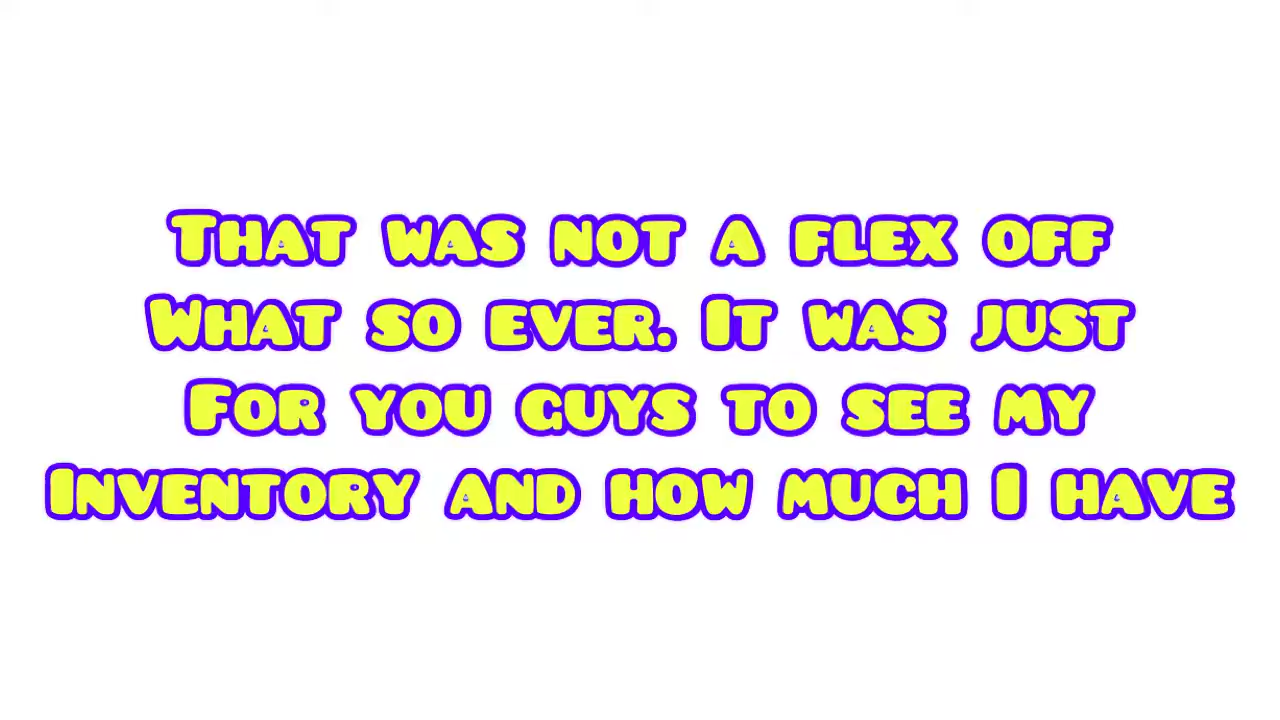 That was not a flex off
What so ever. It was just
For you guys to see my
Inventory and how much I have